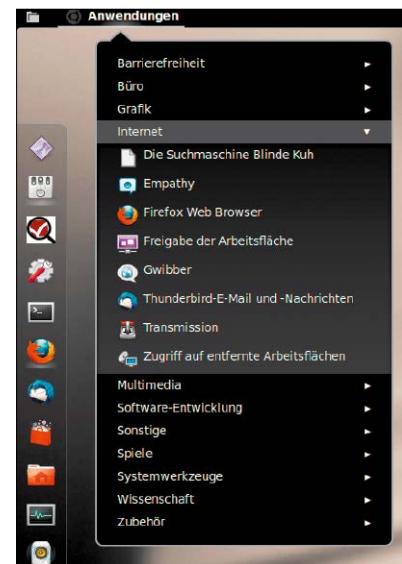 Anwendungen
Barrierefreiheit
Büro
Grafik
Internet
Die Suchmaschine Blinde Kuh
Empathy
Firefox Web Browser
Freigabe der Arbeitsfläche
Gwibber
Thunderbird-E-Mail und -Nachrichten
Transmission
Zugriff auf entfernte Arbeitsflächen
Multimedia
Software-Entwicklung
Sonstige
Spiele
Systemwerkzeuge
Wissenschaft
Zubehör